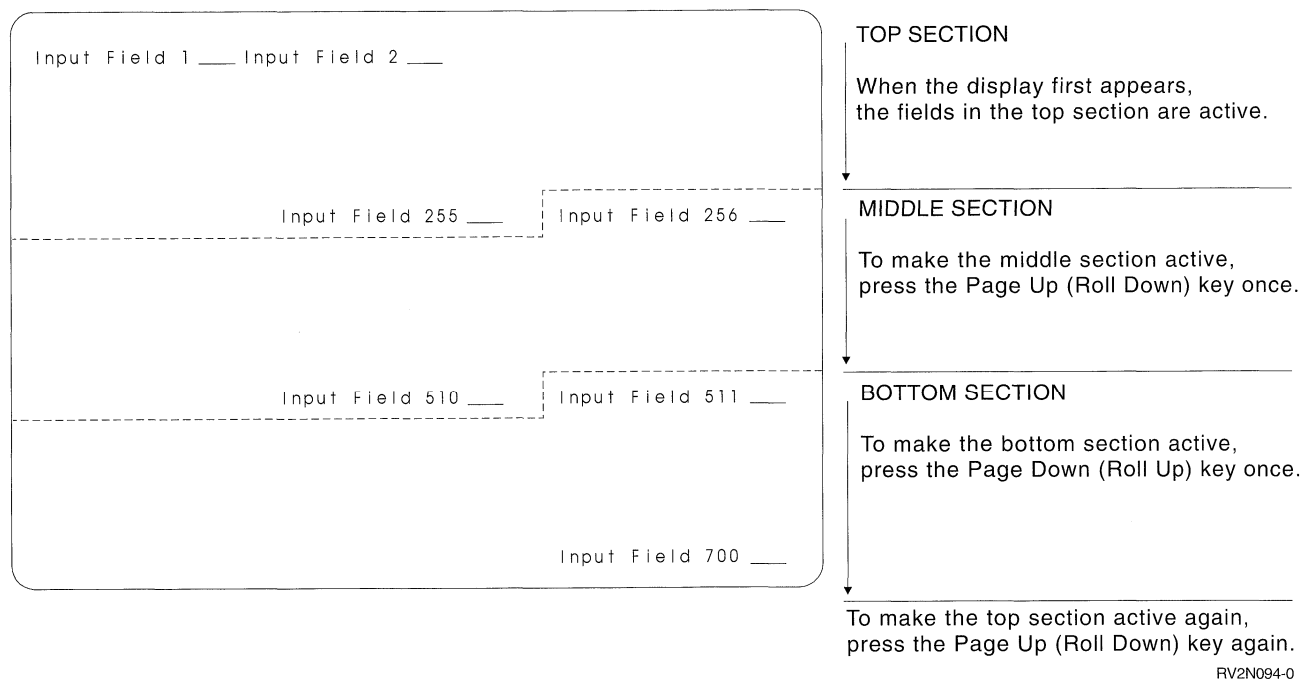 Input Field 1 ___ Input Field 2 ___
Input Field 255 ___
Input Field 256 ___
Input Field 510 ___
Input Field 511 ___
Input Field 700 ___
TOP SECTION
When the display first appears,
the fields in the top section are active.
MIDDLE SECTION
To make the middle section active,
press the Page Up (Roll Down) key once.
BOTTOM SECTION
To make the bottom section active,
press the Page Down (Roll Up) key once.
To make the top section active again,
press the Page Up (Roll Down) key again.
RV2N094-0